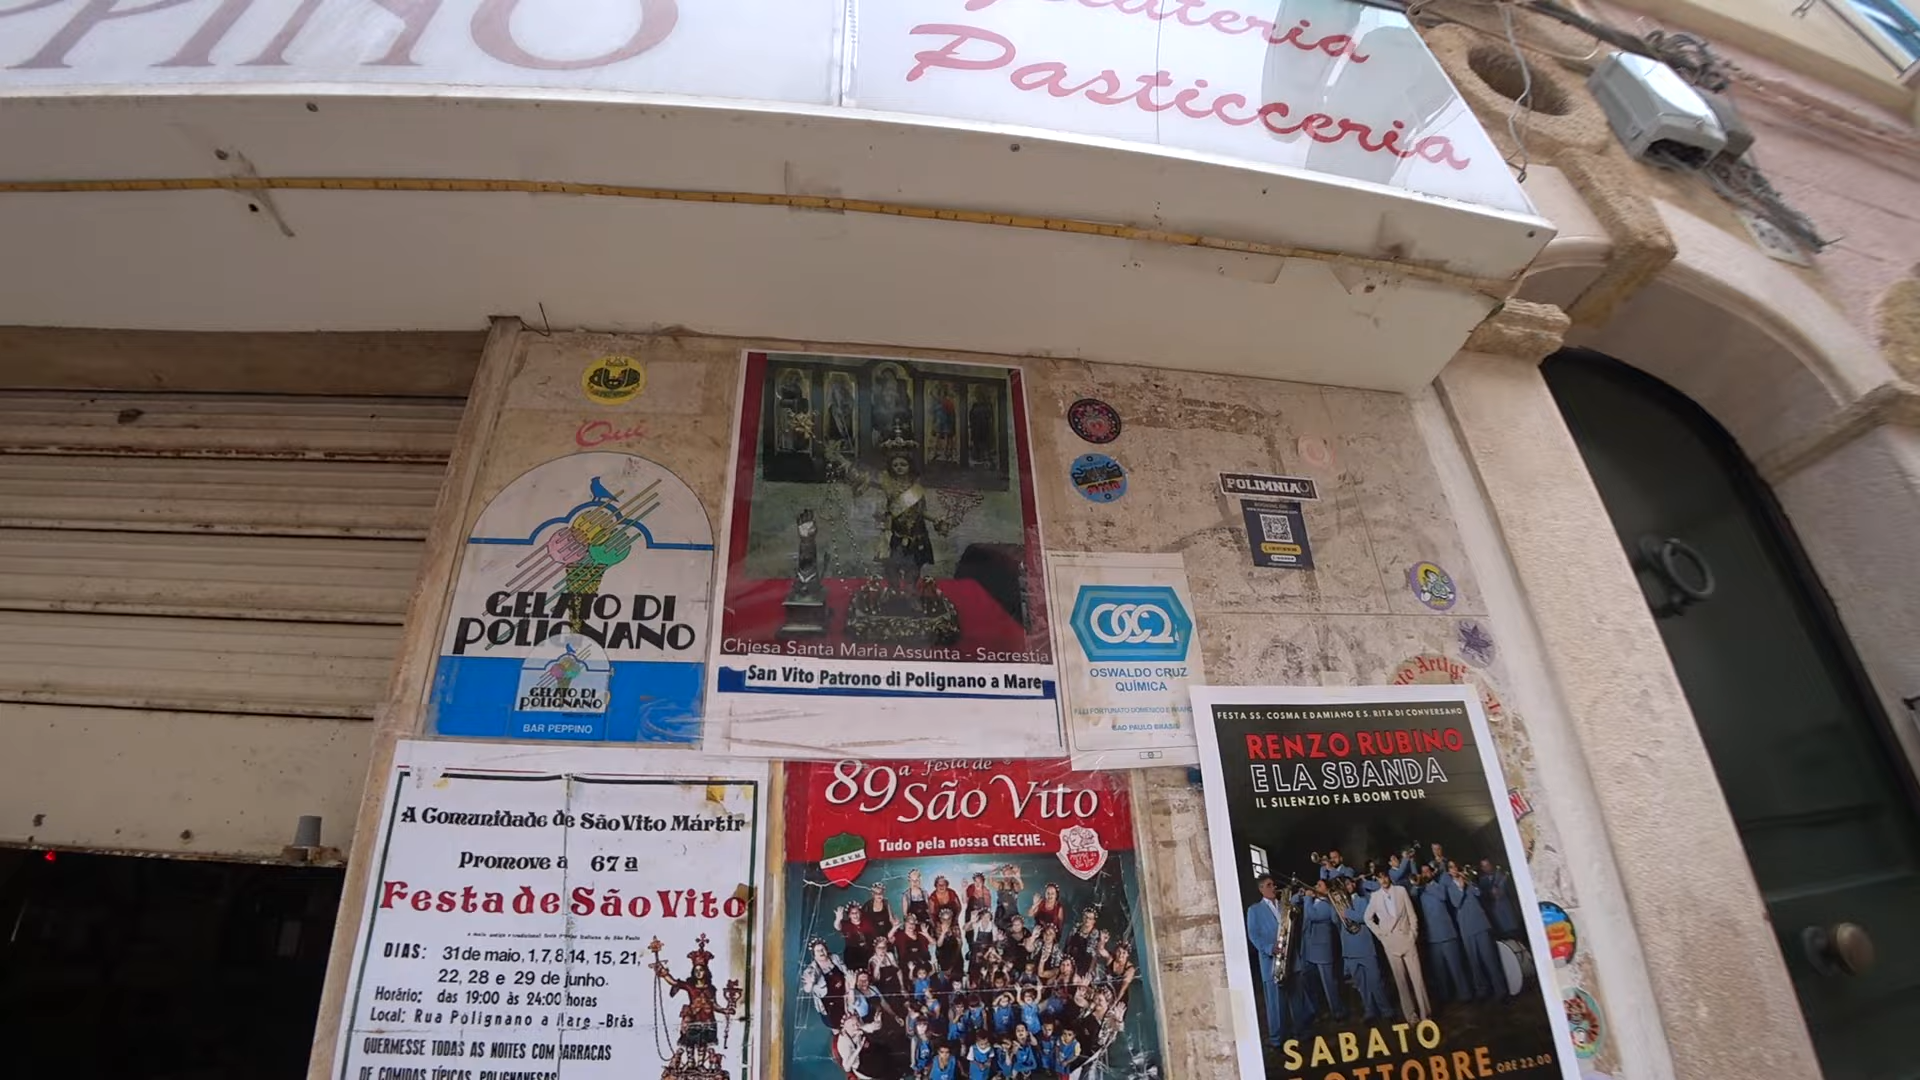 Pasticceria
Qui
GELATO DI
POLIGNANO
GELATO DI
POLIGNANO
BAR PEPPINO
Chiesa Santa Maria Assunta - Sacrestia
San Vito Patrono di Polignano a Mare
POLIMNIA
OSWALDO CRUZ
QUÍMICA
SAO PAULO BRASIL
A Comunidade de São Vito Mártir
Promove a 67ª
Festa de São Vito
DIAS: 31 de maio, 1, 7, 8, 14, 15, 21,
22, 28 e 29 de junho.
Horário: das 19:00 às 24:00 horas
Local: Rua Polignano a Mare - Brás
QUERMESSE TODAS AS NOITES COM BARRACAS
DE COMIDAS TÍPICAS POLIGNANESAS
89ª Festa de
São Vito
Tudo pela nossa CRECHE.
FESTA SS. COSMA E DAMIANO E S. RITA DI CONVERSANO
RENZO RUBINO
E LA SBANDA
IL SILENZIO FA BOOM TOUR
SABATO
OTTOBRE ORE 22.00